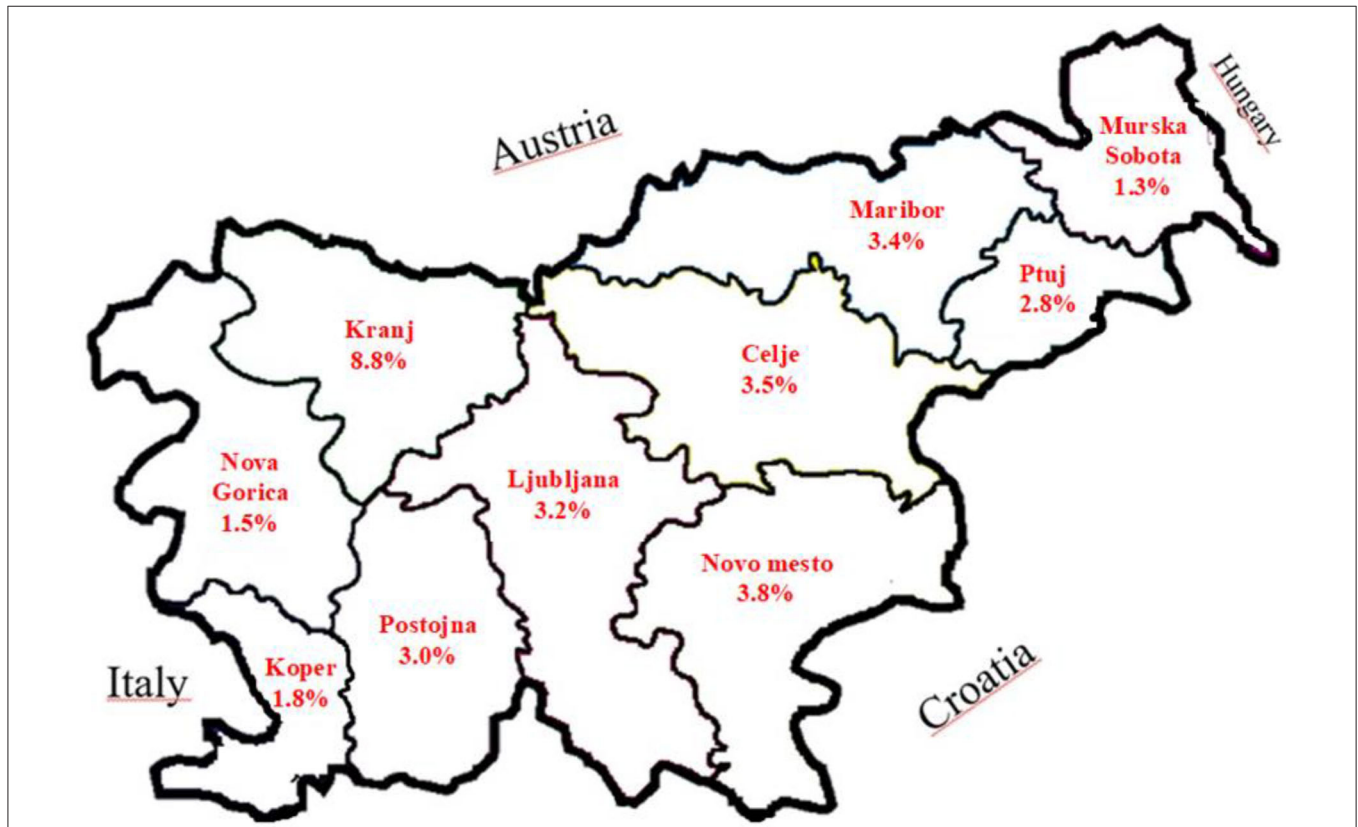 Austria
Hungary
Murska
Sobota
1.3%
Maribor
3.4%
Ptuj
2.8%
Kranj
8.8%
Celje
3.5%
Nova
Gorica
1.5%
Ljubljana
3.2%
Novo mesto
3.8%
Postojna
3.0%
Koper
1.8%
Italy
Croatia